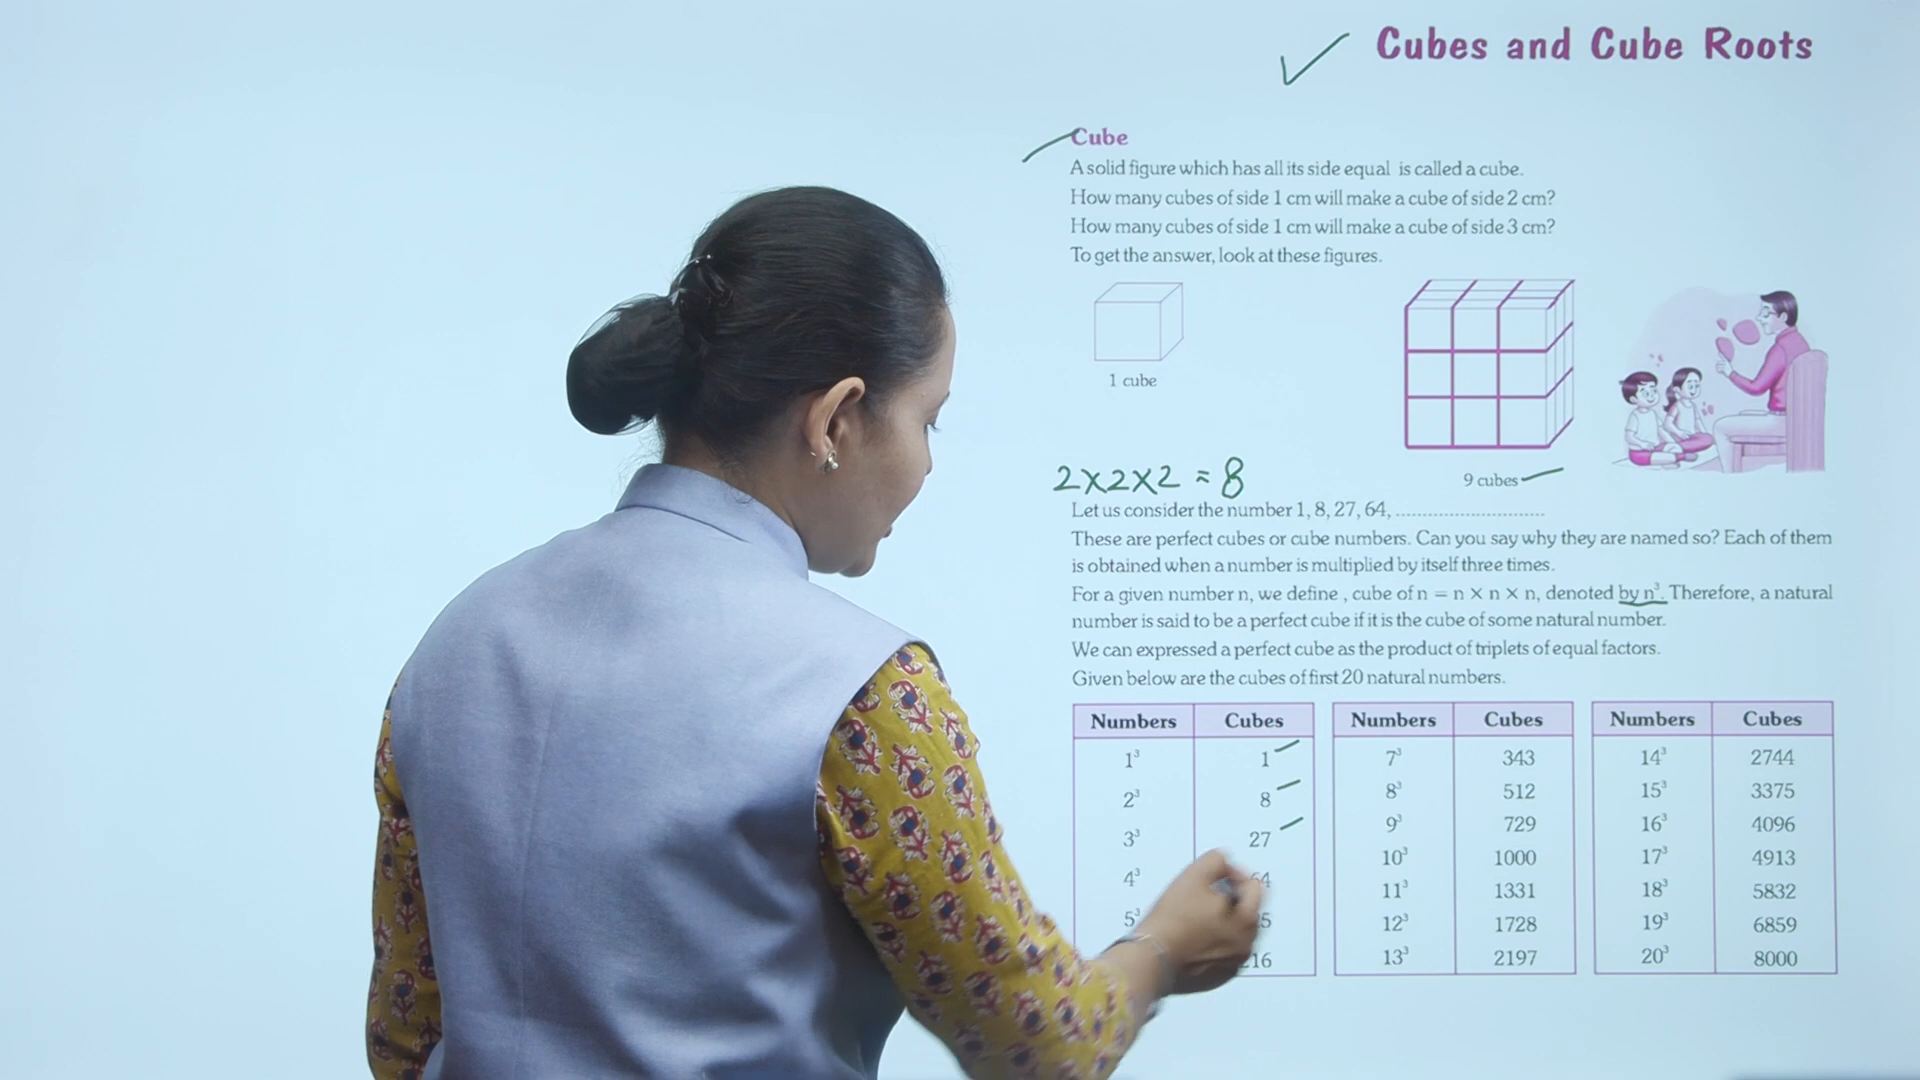 Cubes and Cube Roots
Cube
A solid figure which has all its side equal is called a cube.
How many cubes of side 1 cm will make a cube of side 2 cm?
How many cubes of side 1 cm will make a cube of side 3 cm?
To get the answer, look at these figures.
1 cube
9 cubes
2×2×2 = 8
Let us consider the number 1, 8, 27, 64, ..............................
These are perfect cubes or cube numbers. Can you say why they are named so? Each of them
is obtained when a number is multiplied by itself three times.
For a given number n, we define , cube of n = n × n × n, denoted by n³. Therefore, a natural
number is said to be a perfect cube if it is the cube of some natural number.
We can expressed a perfect cube as the product of triplets of equal factors.
Given below are the cubes of first 20 natural numbers.
Numbers Cubes Numbers Cubes Numbers Cubes
1³ 1 7³ 343 14³ 2744
2³ 8 8³ 512 15³ 3375
3³ 27 9³ 729 16³ 4096
4³ 64 10³ 1000 17³ 4913
5³ 11³ 1331 18³ 5832
12³ 1728 19³ 6859
216 13³ 2197 20³ 8000